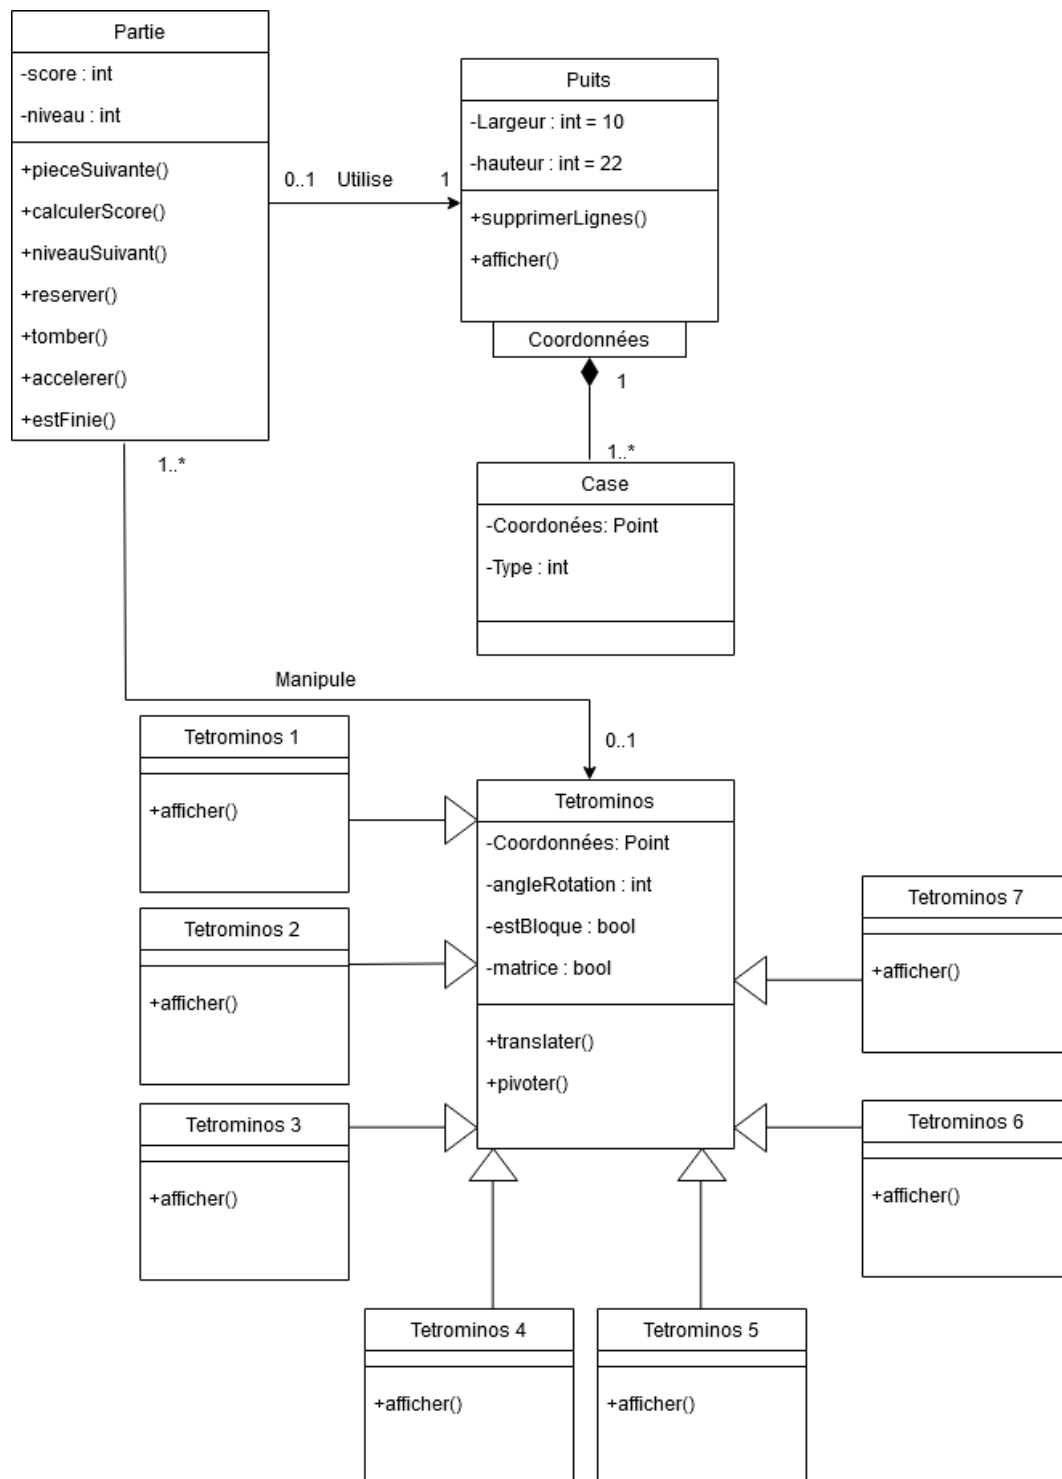 Partie
-score : int
-niveau : int
+pieceSuivante()
+calculerScore()
+niveauSuivant()
+reserver()
+tomber()
+accelerer()
+estFinie()
0..1 Utilise 1
Puits
-Largeur : int = 10
-hauteur : int = 22
+supprimerLignes()
+afficher()
Coordonnées
1
1..*
Case
-Coordonées: Point
-Type : int
1..*
Manipule
0..1
Tetrominos
-Coordonnées: Point
-angleRotation : int
-estBloque : bool
-matrice : bool
+translater()
+pivoter()
Tetrominos 1
+afficher()
Tetrominos 2
+afficher()
Tetrominos 3
+afficher()
Tetrominos 4
+afficher()
Tetrominos 5
+afficher()
Tetrominos 6
+afficher()
Tetrominos 7
+afficher()